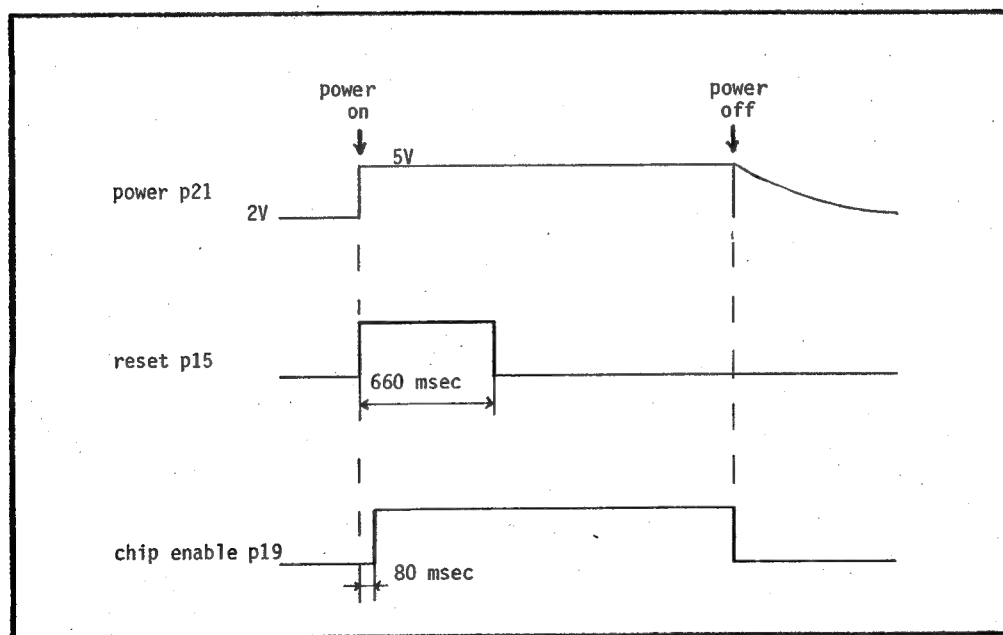 power
on
power
off
5V
power p21
2V
reset p15
660 msec
chip enable p19
80 msec